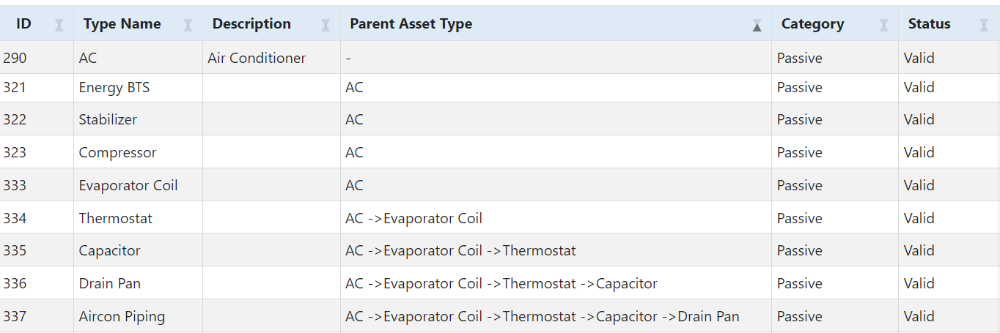 ID Type Name Description Parent Asset Type Category Status
290 AC Air Conditioner - Passive Valid
321 Energy BTS AC Passive Valid
322 Stabilizer AC Passive Valid
323 Compressor AC Passive Valid
333 Evaporator Coil AC Passive Valid
334 Thermostat AC ->Evaporator Coil Passive Valid
335 Capacitor AC ->Evaporator Coil ->Thermostat Passive Valid
336 Drain Pan AC ->Evaporator Coil ->Thermostat ->Capacitor Passive Valid
337 Aircon Piping AC ->Evaporator Coil ->Thermostat ->Capacitor ->Drain Pan Passive Valid